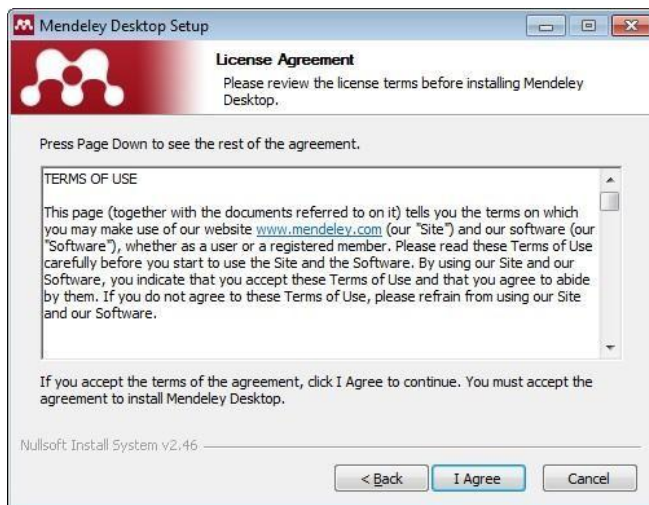 Mendeley Desktop Setup
License Agreement
Please review the license terms before installing Mendeley
Desktop.
Press Page Down to see the rest of the agreement.
TERMS OF USE
This page (together with the documents referred to on it) tells you the terms on which
you may make use of our website www.mendeley.com (our "Site") and our software (our
"Software"), whether as a user or a registered member. Please read these Terms of Use
carefully before you start to use the Site and the Software. By using our Site and our
Software, you indicate that you accept these Terms of Use and that you agree to abide
by them. If you do not agree to these Terms of Use, please refrain from using our Site
and our Software.
If you accept the terms of the agreement, click I Agree to continue. You must accept the
agreement to install Mendeley Desktop.
Nullsoft Install System v2.46
< Back I Agree Cancel